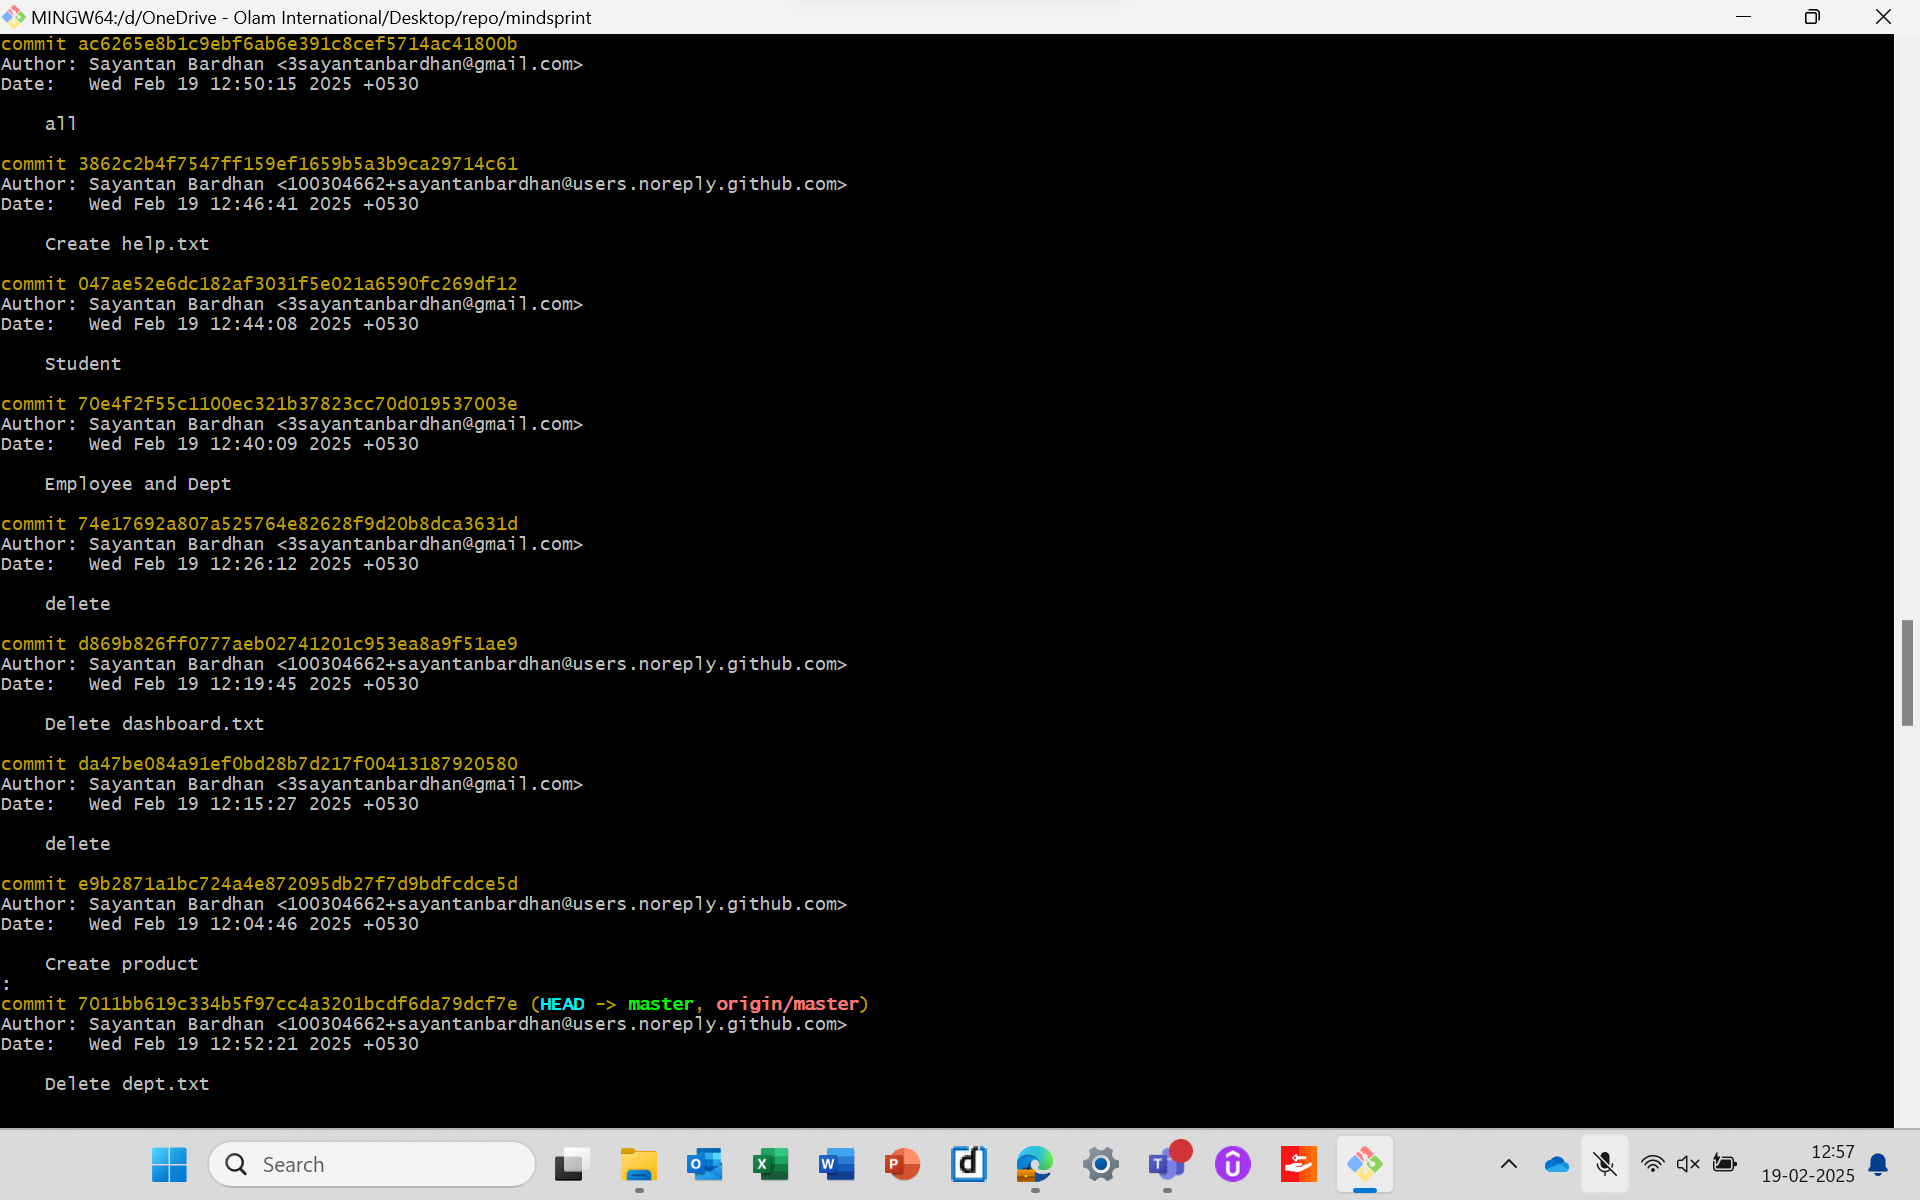 MINGW64:/d/OneDrive - Olam International/Desktop/repo/mindsprint
commit ac6265e8b1c9ebf6ab6e391c8cef5714ac41800b
Author: Sayantan Bardhan <3sayantanbardhan@gmail.com>
Date:   Wed Feb 19 12:50:15 2025 +0530
    all
commit 3862c2b4f7547ff159ef1659b5a3b9ca29714c61
Author: Sayantan Bardhan <100304662+sayantanbardhan@users.noreply.github.com>
Date:   Wed Feb 19 12:46:41 2025 +0530
    Create help.txt
commit 047ae52e6dc182af3031f5e021a6590fc269df12
Author: Sayantan Bardhan <3sayantanbardhan@gmail.com>
Date:   Wed Feb 19 12:44:08 2025 +0530
    Student
commit 70e4f2f55c1100ec321b37823cc70d019537003e
Author: Sayantan Bardhan <3sayantanbardhan@gmail.com>
Date:   Wed Feb 19 12:40:09 2025 +0530
    Employee and Dept
commit 74e17692a807a525764e82628f9d20b8dca3631d
Author: Sayantan Bardhan <3sayantanbardhan@gmail.com>
Date:   Wed Feb 19 12:26:12 2025 +0530
    delete
commit d869b826ff0777aeb02741201c953ea8a9f51ae9
Author: Sayantan Bardhan <100304662+sayantanbardhan@users.noreply.github.com>
Date:   Wed Feb 19 12:19:45 2025 +0530
    Delete dashboard.txt
commit da47be084a91ef0bd28b7d217f00413187920580
Author: Sayantan Bardhan <3sayantanbardhan@gmail.com>
Date:   Wed Feb 19 12:15:27 2025 +0530
    delete
commit e9b2871a1bc724a4e872095db27f7d9bdfcdce5d
Author: Sayantan Bardhan <100304662+sayantanbardhan@users.noreply.github.com>
Date:   Wed Feb 19 12:04:46 2025 +0530
    Create product
:
commit 7011bb619c334b5f97cc4a3201bcdf6da79dcf7e (HEAD -> master, origin/master)
Author: Sayantan Bardhan <100304662+sayantanbardhan@users.noreply.github.com>
Date:   Wed Feb 19 12:52:21 2025 +0530
    Delete dept.txt
Search
12:57
19-02-2025